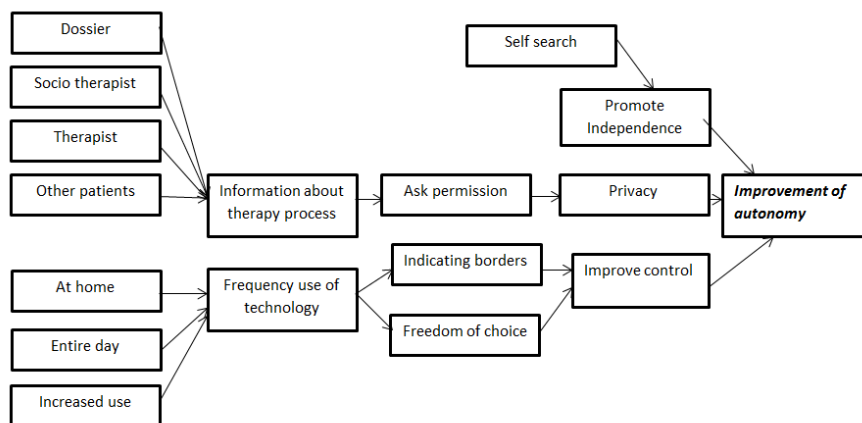 Dossier
Self search
Socio therapist
Promote
Independence
Therapist
Other patients
Information about
therapy process
Ask permission
Privacy
Improvement of
autonomy
At home
Frequency use of
technology
Indicating borders
Improve control
Entire day
Freedom of choice
Increased use